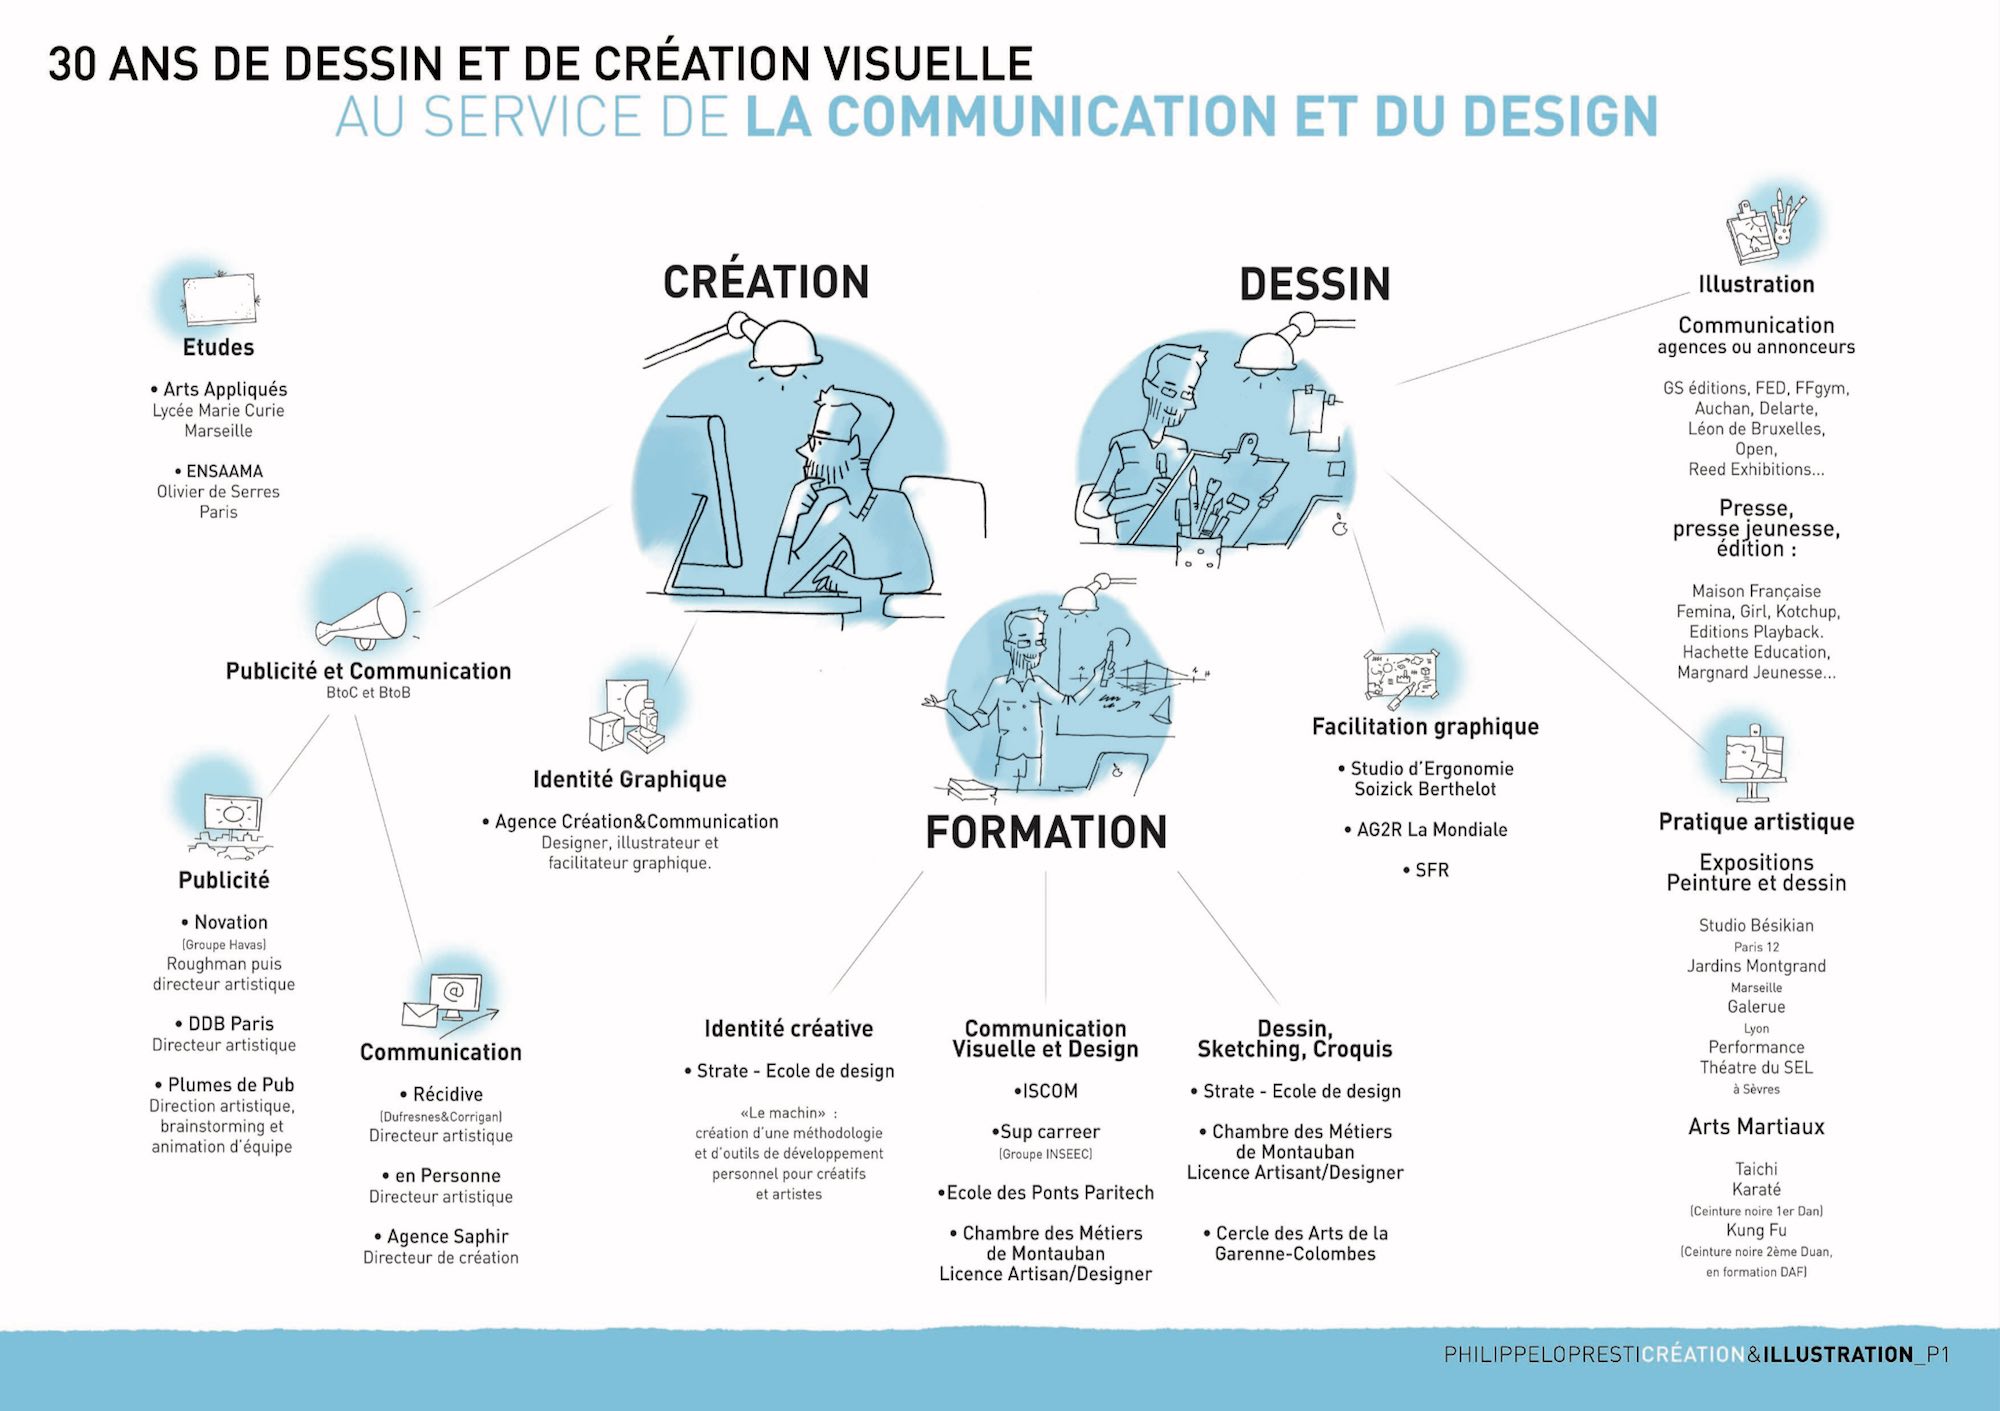 30 ANS DE DESSIN ET DE CRÉATION VISUELLE
AU SERVICE DE LA COMMUNICATION ET DU DESIGN
Etudes
• Arts Appliqués
Lycée Marie Curie
Marseille
• ENSAAMA
Olivier de Serres
Paris
CRÉATION
Publicité et Communication
BtoC et BtoB
Publicité
• Novation
(Groupe Havas)
Roughman puis
directeur artistique
• DDB Paris
Directeur artistique
• Plumes de Pub
Direction artistique,
brainstorming et
animation d'équipe
@
Communication
• Récidive
(Dufresnes&Corrigan)
Directeur artistique
• en Personne
Directeur artistique
• Agence Saphir
Directeur de création
Identité Graphique
• Agence Création&Communication
Designer, illustrateur et
facilitateur graphique.
FORMATION
Identité créative
• Strate - Ecole de design
«Le machin» :
création d'une méthodologie
et d'outils de développement
personnel pour créatifs
et artistes
Communication
Visuelle et Design
•ISCOM
•Sup carreer
(Groupe INSEEC)
•Ecole des Ponts Paritech
• Chambre des Métiers
de Montauban
Licence Artisan/Designer
Dessin,
Sketching, Croquis
• Strate - Ecole de design
• Chambre des Métiers
de Montauban
Licence Artisant/Designer
• Cercle des Arts de la
Garenne-Colombes
DESSIN
Facilitation graphique
• Studio d'Ergonomie
Soizick Berthelot
• AG2R La Mondiale
• SFR
Illustration
Communication
agences ou annonceurs
GS éditions, FED, FFgym,
Auchan, Delarte,
Léon de Bruxelles,
Open,
Reed Exhibitions...
Presse,
presse jeunesse,
édition :
Maison Française
Femina, Girl, Kotchup,
Editions Playback.
Hachette Education,
Margnard Jeunesse...
Pratique artistique
Expositions
Peinture et dessin
Studio Bésikian
Paris 12
Jardins Montgrand
Marseille
Galerue
Lyon
Performance
Théatre du SEL
à Sèvres
Arts Martiaux
Taichi
Karaté
(Ceinture noire 1er Dan)
Kung Fu
(Ceinture noire 2ème Duan,
en formation DAF)
PHILIPPELOPRESTICRÉATION&ILLUSTRATION_P1